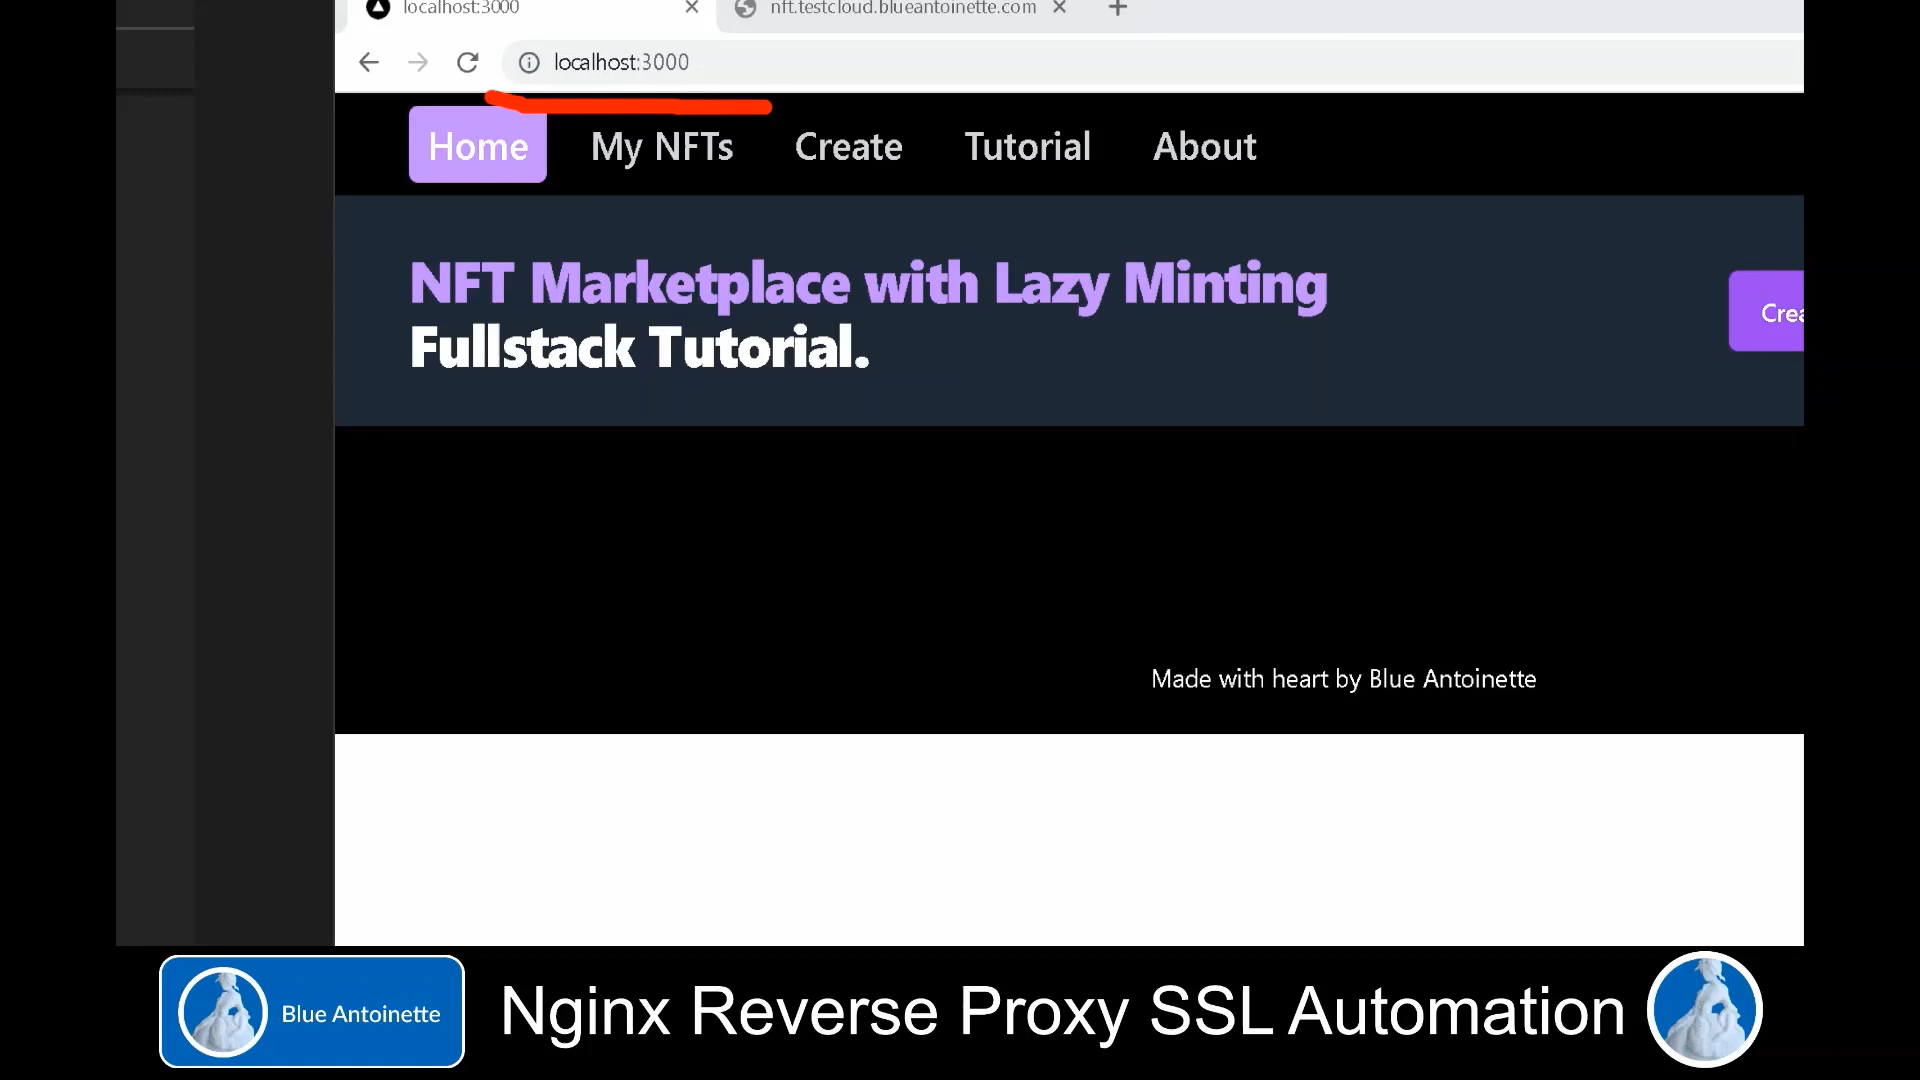 localhost:3000
nft.testcloud.blueantoinette.com
localhost:3000
Home My NFTs Create Tutorial About
NFT Marketplace with Lazy Minting
Fullstack Tutorial.
Made with heart by Blue Antoinette
Blue Antoinette
Nginx Reverse Proxy SSL Automation